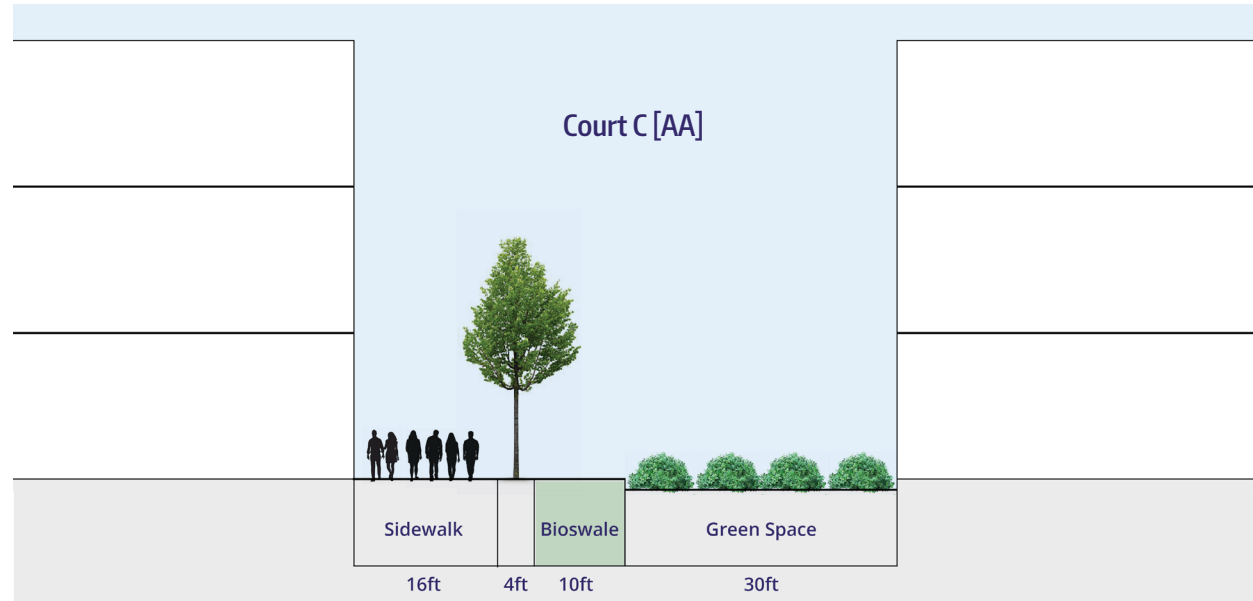 Court C [AA]
Sidewalk
Bioswale
Green Space
16ft
4ft
10ft
30ft